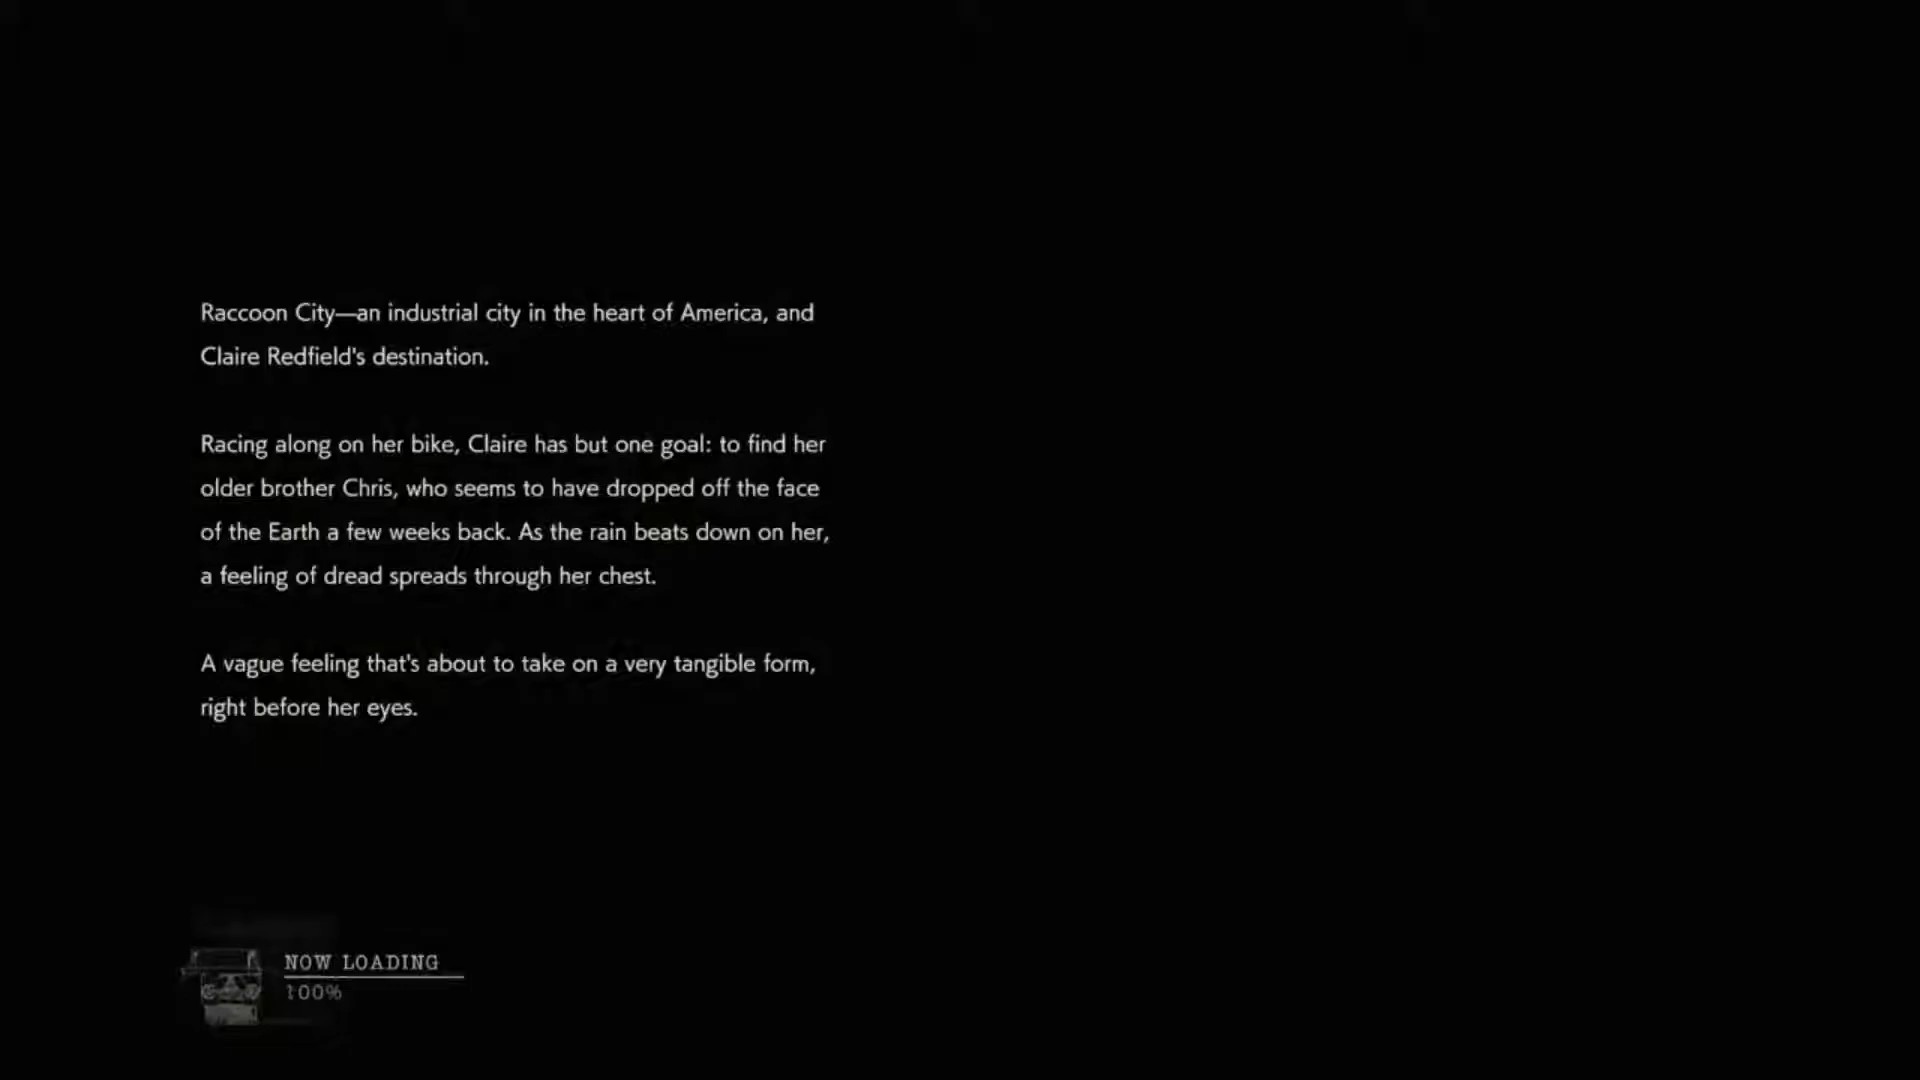 Raccoon City—an industrial city in the heart of America, and
Claire Redfield's destination.
Racing along on her bike, Claire has but one goal: to find her
older brother Chris, who seems to have dropped off the face
of the Earth a few weeks back. As the rain beats down on her,
a feeling of dread spreads through her chest.
A vague feeling that's about to take on a very tangible form,
right before her eyes.
NOW LOADING
100%